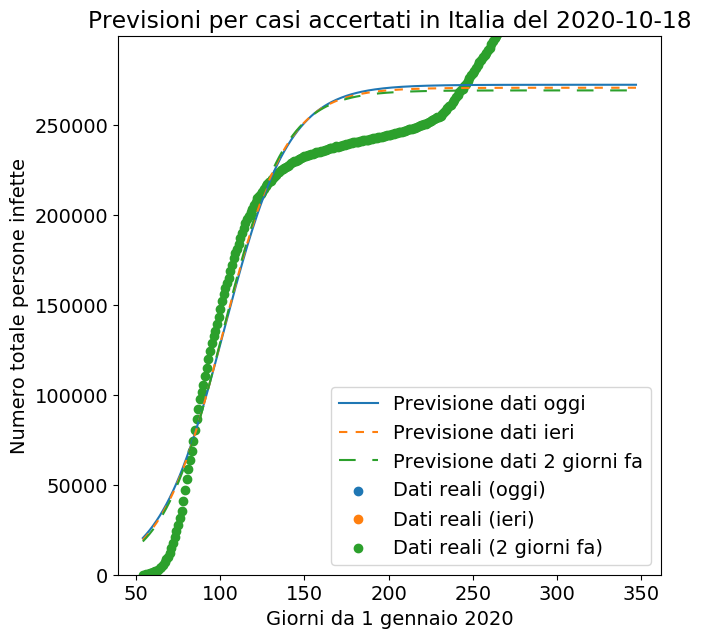 Previsioni per casi accertati in Italia del 2020-10-18
Numero totale persone infette
250000
200000
150000
100000
50000
0
Previsione dati oggi
Previsione dati ieri
Previsione dati 2 giorni fa
Dati reali (oggi)
Dati reali (ieri)
Dati reali (2 giorni fa)
50 100 150 200 250 300 350
Giorni da 1 gennaio 2020